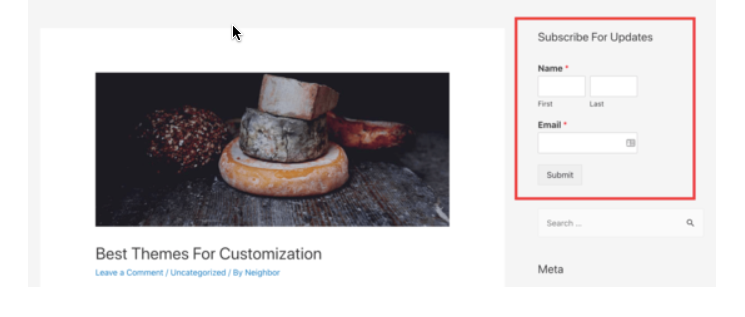 Subscribe For Updates
Name *
First Last
Email *
Submit
Search ...
Best Themes For Customization
Leave a Comment / Uncategorized / By Neighbor
Meta